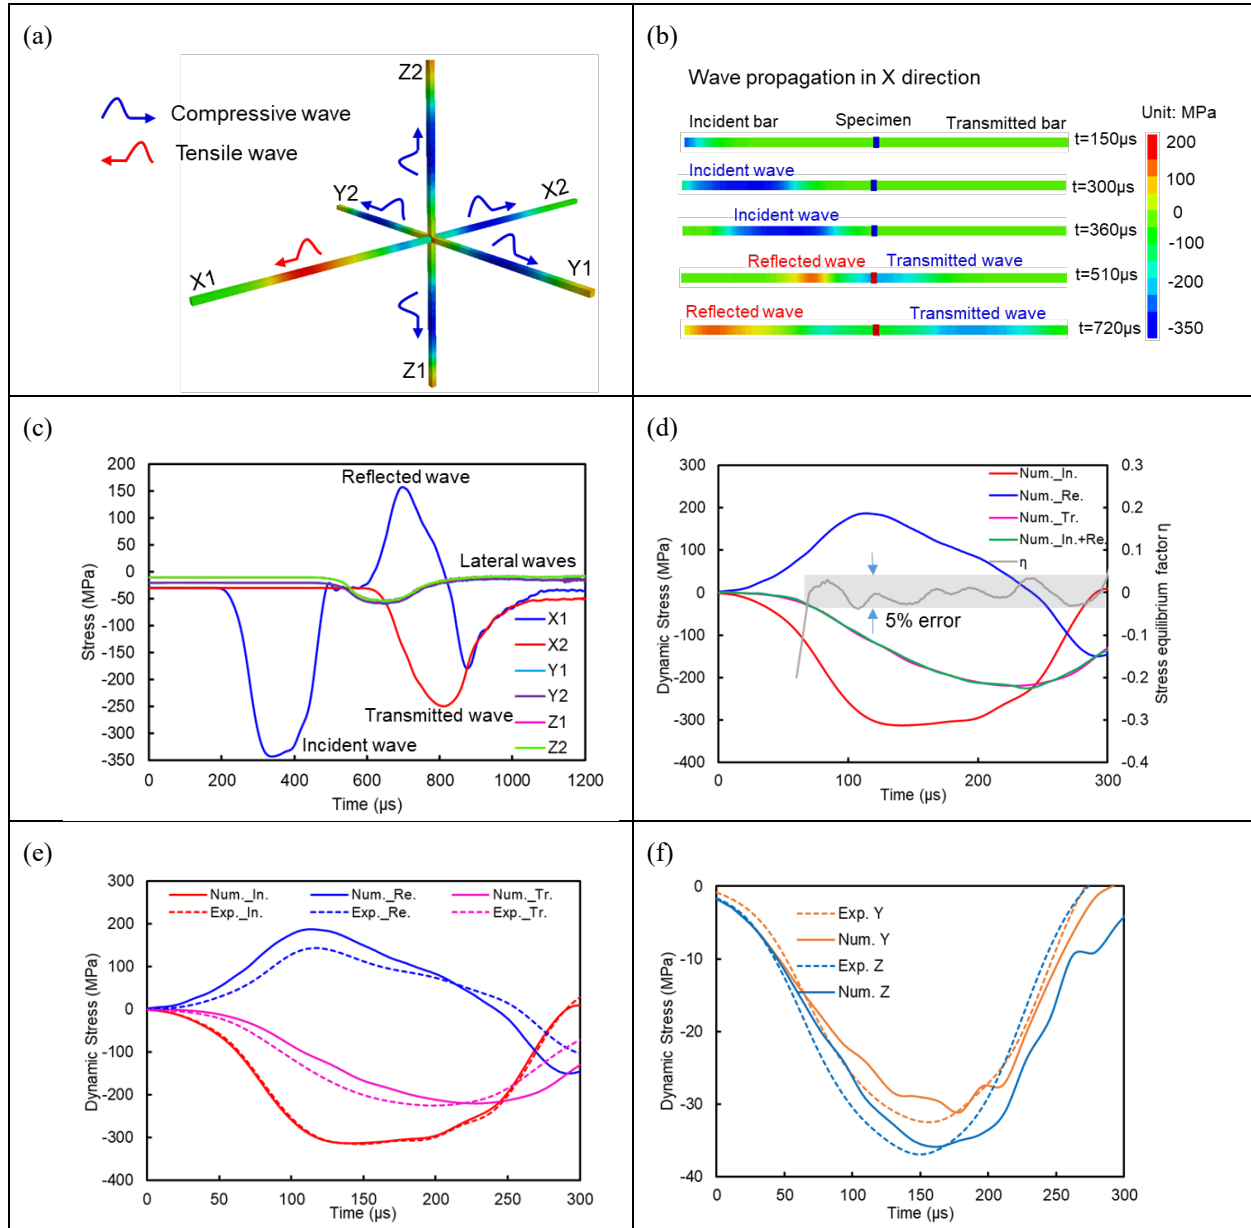 (a)
Compressive wave
Tensile wave
Z2
Y2
X2
X1
Y1
Z1
(b)
Wave propagation in X direction
Unit: MPa
Incident bar
Specimen
Transmitted bar
t=150µs
Incident wave
t=300µs
Incident wave
t=360µs
Reflected wave
Transmitted wave
t=510µs
Reflected wave
Transmitted wave
t=720µs
200
100
0
-100
-200
-350
(c)
Stress (MPa)
200
150
100
50
0
-50
-100
-150
-200
-250
-300
-350
Reflected wave
Lateral waves
Transmitted wave
Incident wave
X1
X2
Y1
Y2
Z1
Z2
0 200 400 600 800 1000 1200
Time (µs)
(d)
Dynamic Stress (MPa)
300
200
100
0
-100
-200
-300
-400
Num._In.
Num._Re.
Num._Tr.
Num._In.+Re.
η
5% error
0.3
0.2
0.1
0
-0.1
-0.2
-0.3
-0.4
Stress equilibrium factor η
0 100 200 300
Time (µs)
(e)
Dynamic Stress (MPa)
300
200
100
0
-100
-200
-300
-400
Num._In. Num._Re. Num._Tr.
Exp._In. Exp._Re. Exp._Tr.
0 50 100 150 200 250 300
Time (µs)
(f)
Dynamic Stress (MPa)
0
-10
-20
-30
-40
Exp. Y
Num. Y
Exp. Z
Num. Z
0 50 100 150 200 250 300
Time (µs)